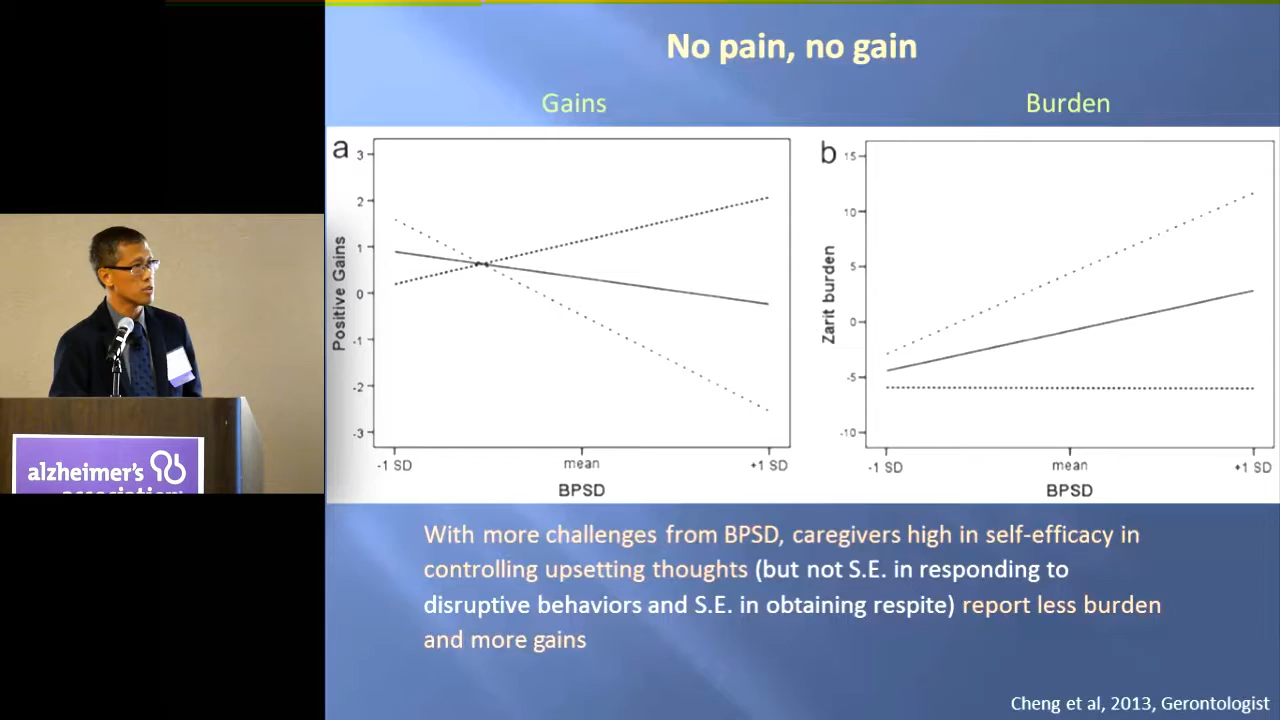 No pain, no gain
Gains
Burden
a
3
2
1
0
-1
-2
-3
Positive Gains
-1 SD
mean
+1 SD
BPSD
b
15
10
5
0
-5
-10
Zarit burden
-1 SD
mean
+1 SD
BPSD
With more challenges from BPSD, caregivers high in self-efficacy in
controlling upsetting thoughts (but not S.E. in responding to
disruptive behaviors and S.E. in obtaining respite) report less burden
and more gains
Cheng et al, 2013, Gerontologist
alzheimer's
association